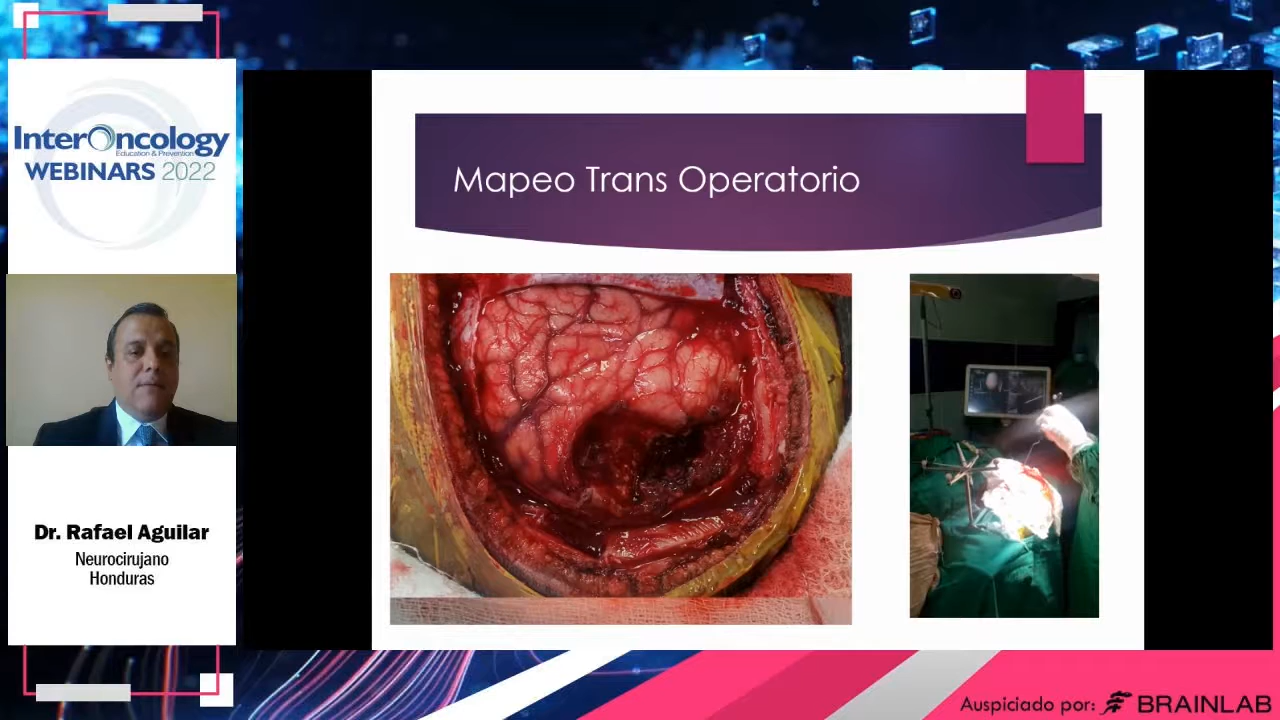 InterOncology
Education & Prevention
WEBINARS 2022
Mapeo Trans Operatorio
Dr. Rafael Aguilar
Neurocirujano
Honduras
Auspiciado por: BRAINLAB